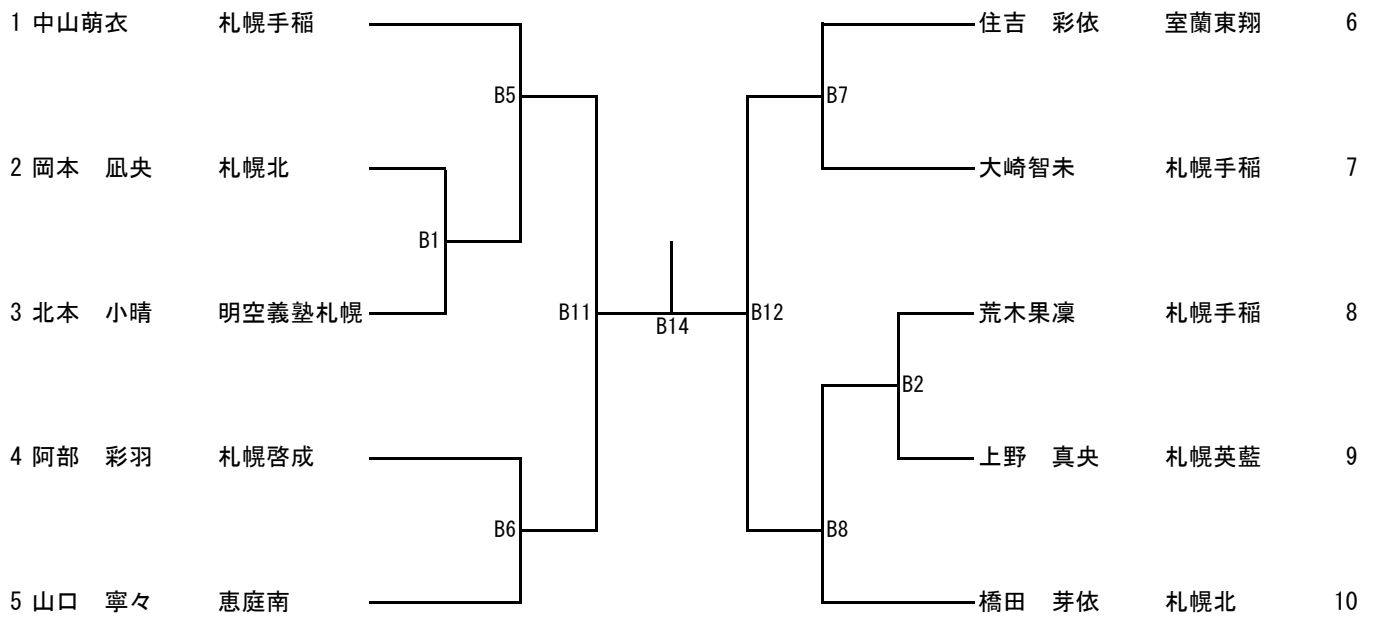 1 中山萌衣 札幌手稲
住吉 彩依 室蘭東翔 6
B5
B7
2 岡本 凪央 札幌北
大崎智未 札幌手稲 7
B1
3 北本 小晴 明空義塾札幌
B11
B14
B12
荒木果凜 札幌手稲 8
B2
4 阿部 彩羽 札幌啓成
上野 真央 札幌英藍 9
B6
B8
5 山口 寧々 恵庭南
橋田 芽依 札幌北 10